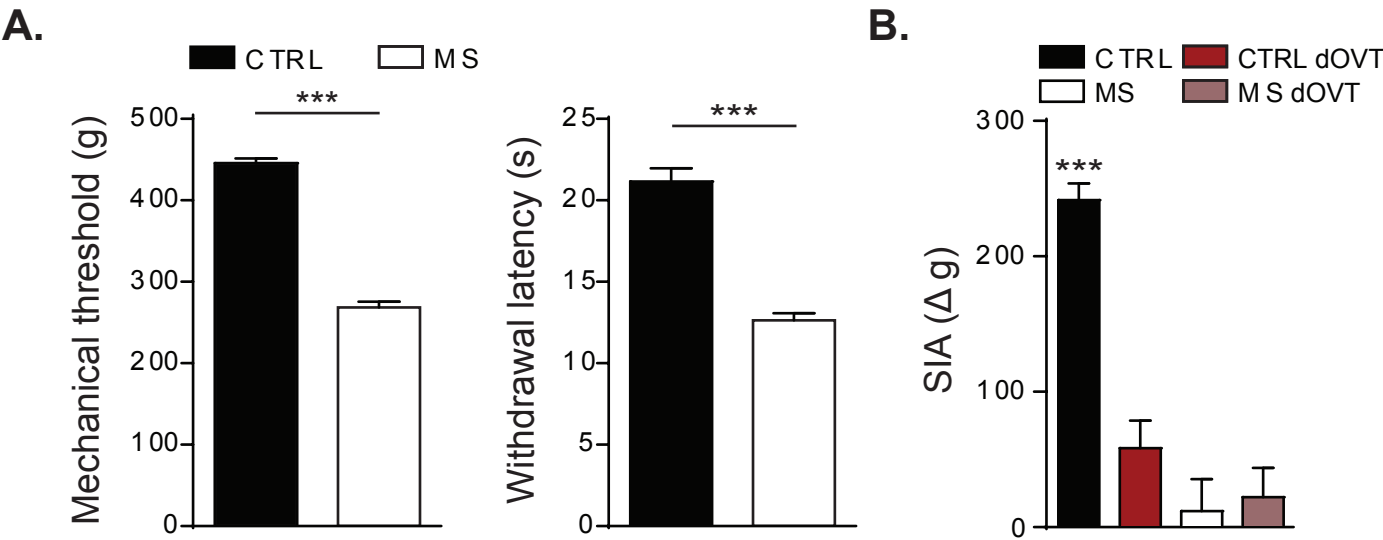 A.
CTRL MS
Mechanical threshold (g)
500
400
300
200
100
0
***
Withdrawal latency (s)
25
20
15
10
5
0
***
B.
CTRL CTRL dOVT
MS MS dOVT
SIA (Δ g)
300
200
100
0
***